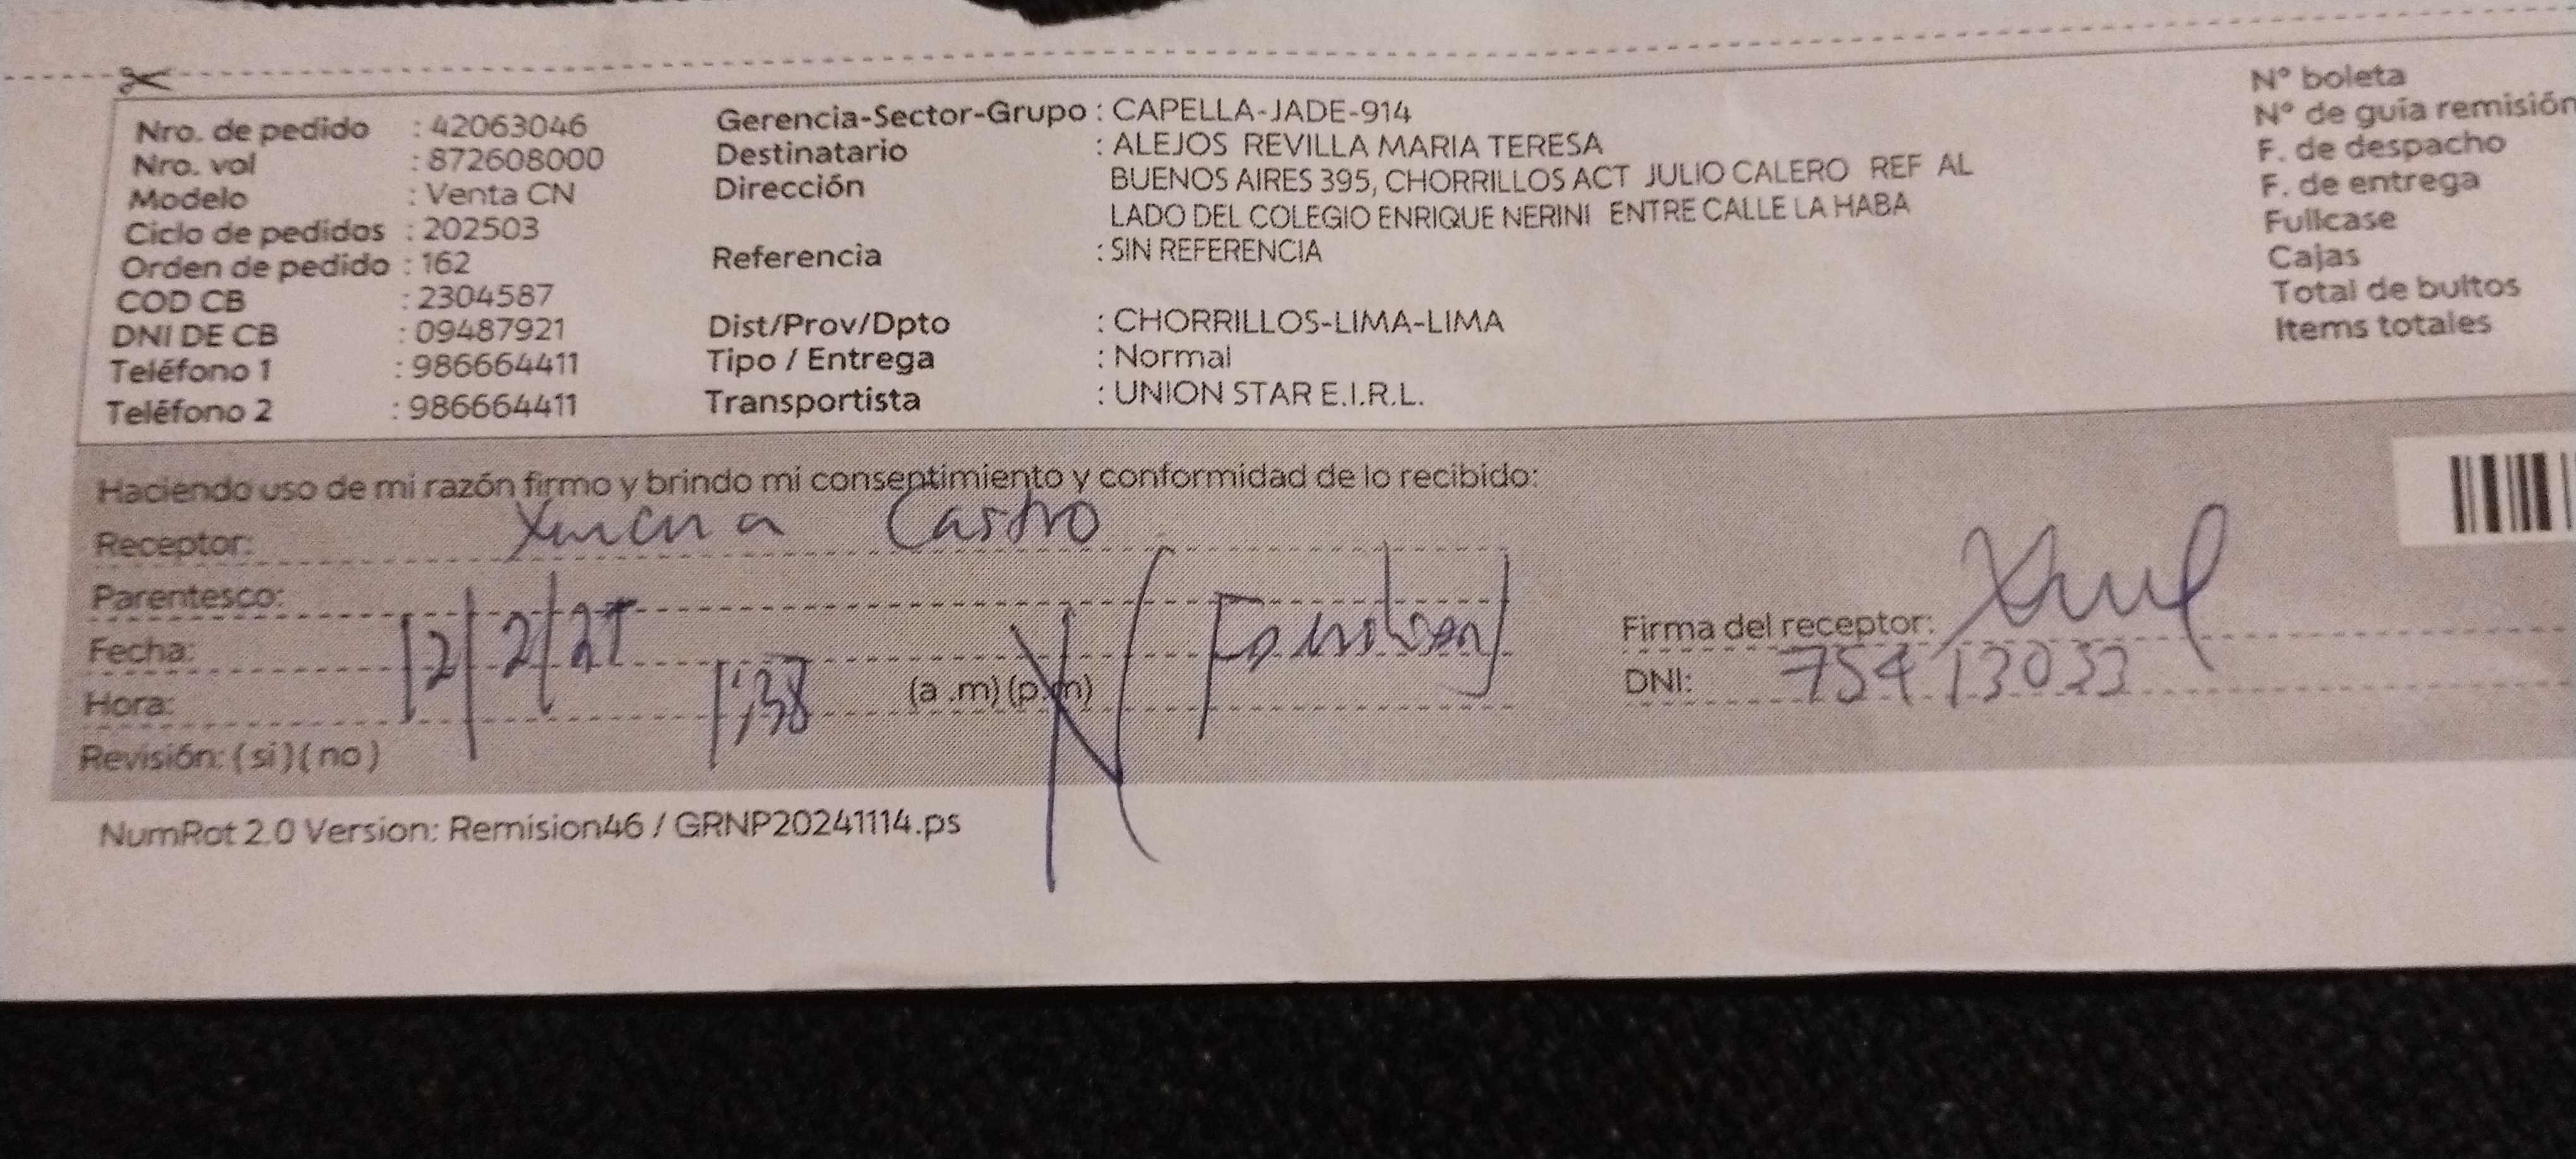 Nro. de pedido : 42063046 Gerencia-Sector-Grupo : CAPELLA-JADE-914 N° boleta
Nro. vol : 872608000 Destinatario : ALEJOS REVILLA MARIA TERESA N° de guía remisión
Modelo : Venta CN Dirección BUENOS AIRES 395, CHORRILLOS ACT JULIO CALERO REF AL F. de despacho
Ciclo de pedidos : 202503 LADO DEL COLEGIO ENRIQUE NERINI ENTRE CALLE LA HABA F. de entrega
Orden de pedido : 162 Referencia : SIN REFERENCIA Fullcase
COD CB : 2304587 Cajas
DNI DE CB : 09487921 Dist/Prov/Dpto : CHORRILLOS-LIMA-LIMA Total de bultos
Teléfono 1 : 986664411 Tipo / Entrega : Normal Items totales
Teléfono 2 : 986664411 Transportista : UNION STAR E.I.R.L.
Haciendo uso de mi razón firmo y brindo mi consentimiento y conformidad de lo recibido:
Receptor: Ximena Castro
Parentesco:
Fecha: 12/2/25 Firma del receptor:
Hora: 1:38 (a .m) (p.m) DNI:
Revisión: ( si ) ( no )
NumRot 2.0 Version: Remision46 / GRNP20241114.ps